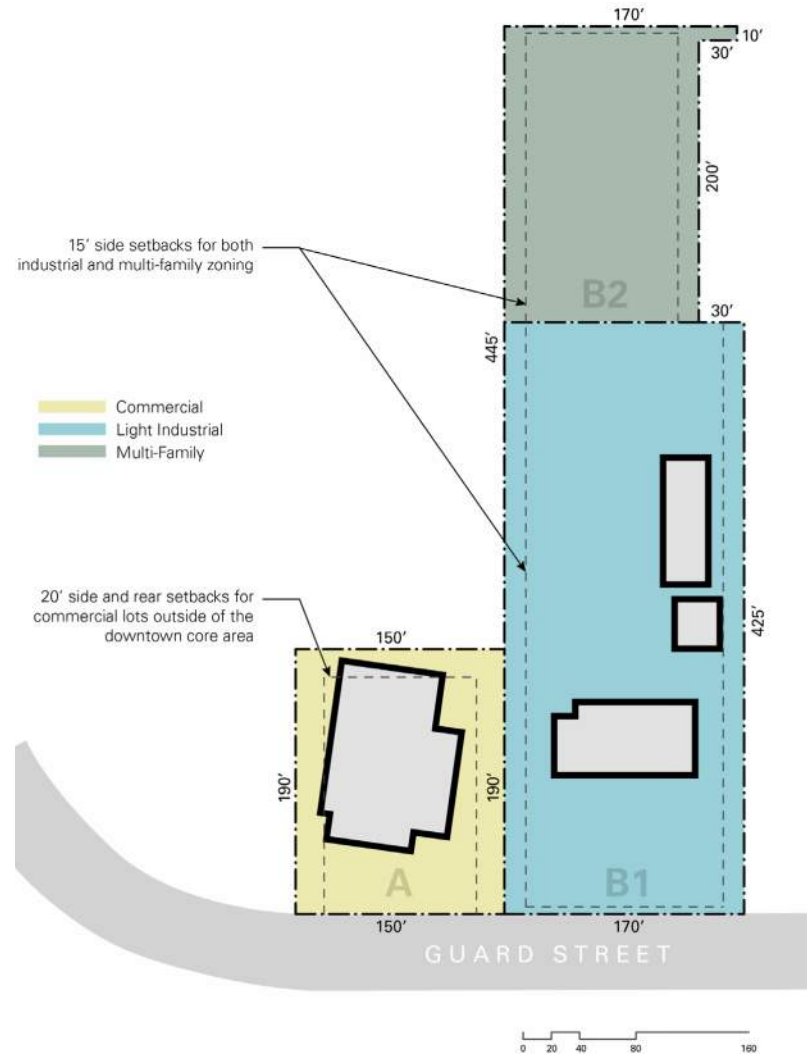 170'
10'
30'
200'
15' side setbacks for both
industrial and multi-family zoning
B2
30'
445'
Commercial
Light Industrial
Multi-Family
20' side and rear setbacks for
commercial lots outside of the
downtown core area
150'
425'
190'
190'
A
B1
150'
170'
GUARD STREET
0 20 40 80 160